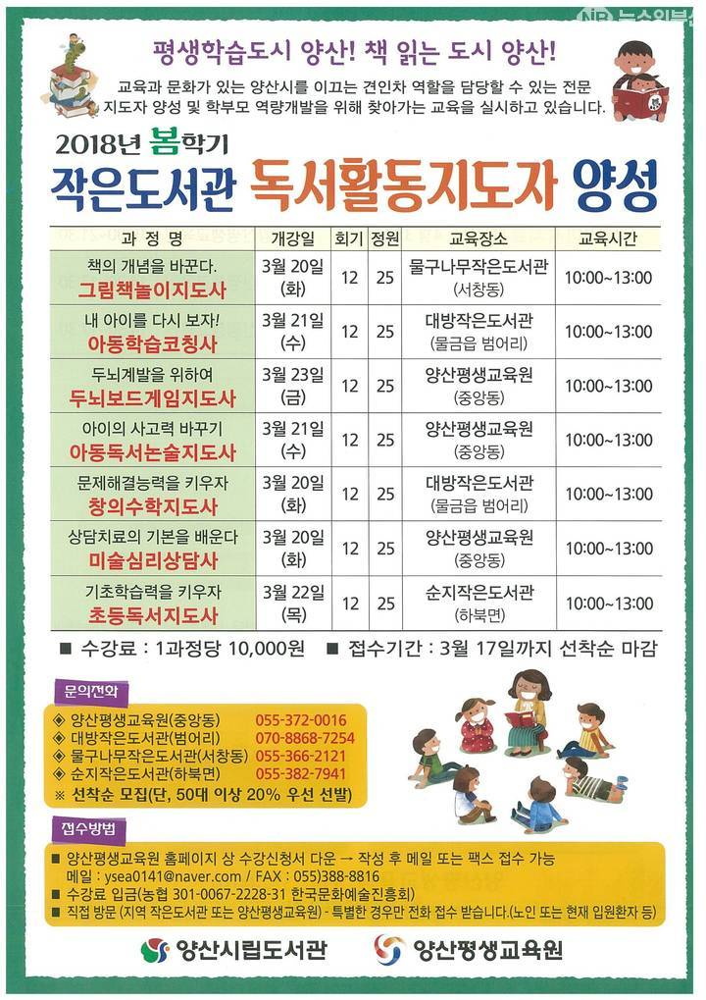 뉴스인부산
평생학습도시 양산! 책 읽는 도시 양산!
교육과 문화가 있는 양산시를 이끄는 견인차 역할을 담당할 수 있는 전문
지도자 양성 및 학부모 역량개발을 위해 찾아가는 교육을 실시하고 있습니다.
2018년 봄학기
작은도서관 독서활동지도자 양성
과 정 명 개강일 회기 정원 교육장소 교육시간
책의 개념을 바꾼다.
그림책놀이지도사 3월 20일 (화) 12 25 물구나무작은도서관 (서창동) 10:00~13:00
내 아이를 다시 보자!
아동학습코칭사 3월 21일 (수) 12 25 대방작은도서관 (물금읍 범어리) 10:00~13:00
두뇌계발을 위하여
두뇌보드게임지도사 3월 23일 (금) 12 25 양산평생교육원 (중앙동) 10:00~13:00
아이의 사고력 바꾸기
아동독서논술지도사 3월 21일 (수) 12 25 양산평생교육원 (중앙동) 10:00~13:00
문제해결능력을 키우자
창의수학지도사 3월 20일 (화) 12 25 대방작은도서관 (물금읍 범어리) 10:00~13:00
상담치료의 기본을 배운다
미술심리상담사 3월 20일 (화) 12 25 양산평생교육원 (중앙동) 10:00~13:00
기초학습력을 키우자
초등독서지도사 3월 22일 (목) 12 25 순지작은도서관 (하북면) 10:00~13:00
■ 수강료 : 1과정당 10,000원 ■ 접수기간 : 3월 17일까지 선착순 마감
문의전화
◈ 양산평생교육원(중앙동) 055-372-0016
◈ 대방작은도서관(범어리) 070-8868-7254
◈ 물구나무작은도서관(서창동) 055-366-2121
◈ 순지작은도서관(하북면) 055-382-7941
※ 선착순 모집(단, 50대 이상 20% 우선 선발)
접수방법
■ 양산평생교육원 홈페이지 상 수강신청서 다운 → 작성 후 메일 또는 팩스 접수 가능
메일 : ysea0141@naver.com / FAX : 055)388-8816
■ 수강료 입금(농협 301-0067-2228-31 한국문화예술진흥회)
■ 직접 방문 (지역 작은도서관 또는 양산평생교육원) - 특별한 경우만 전화 접수 받습니다.(노인 또는 현재 입원환자 등)
양산시립도서관 양산평생교육원